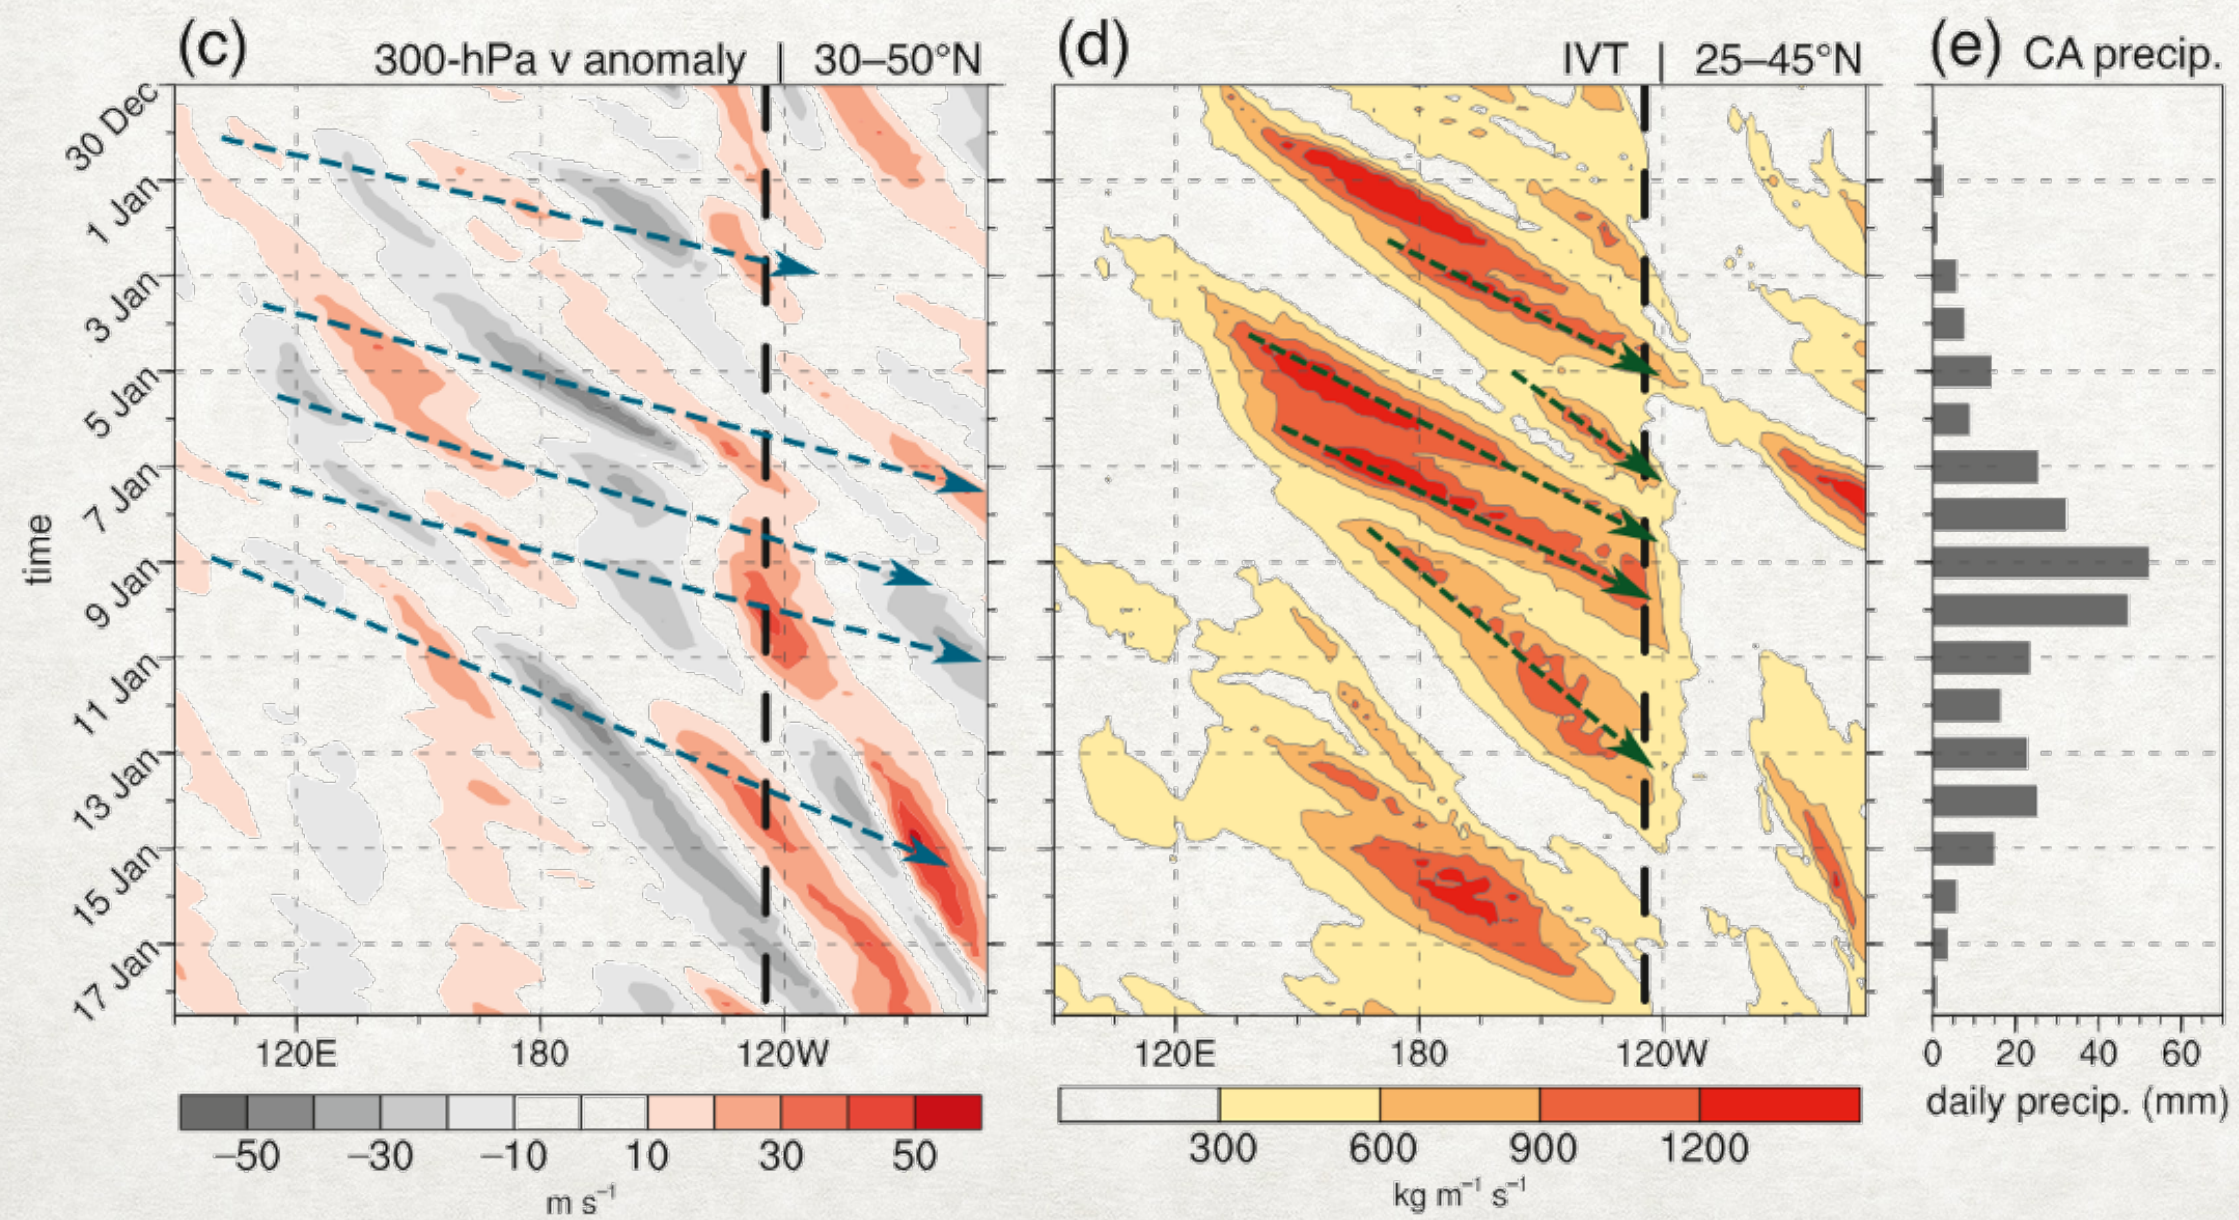 (c)
300-hPa v anomaly | 30–50°N
time
30 Dec
1 Jan
3 Jan
5 Jan
7 Jan
9 Jan
11 Jan
13 Jan
15 Jan
17 Jan
120E 180 120W
−50 −30 −10 10 30 50
m s⁻¹
(d)
IVT | 25–45°N
120E 180 120W
300 600 900 1200
kg m⁻¹ s⁻¹
(e) CA precip.
0 20 40 60
daily precip. (mm)